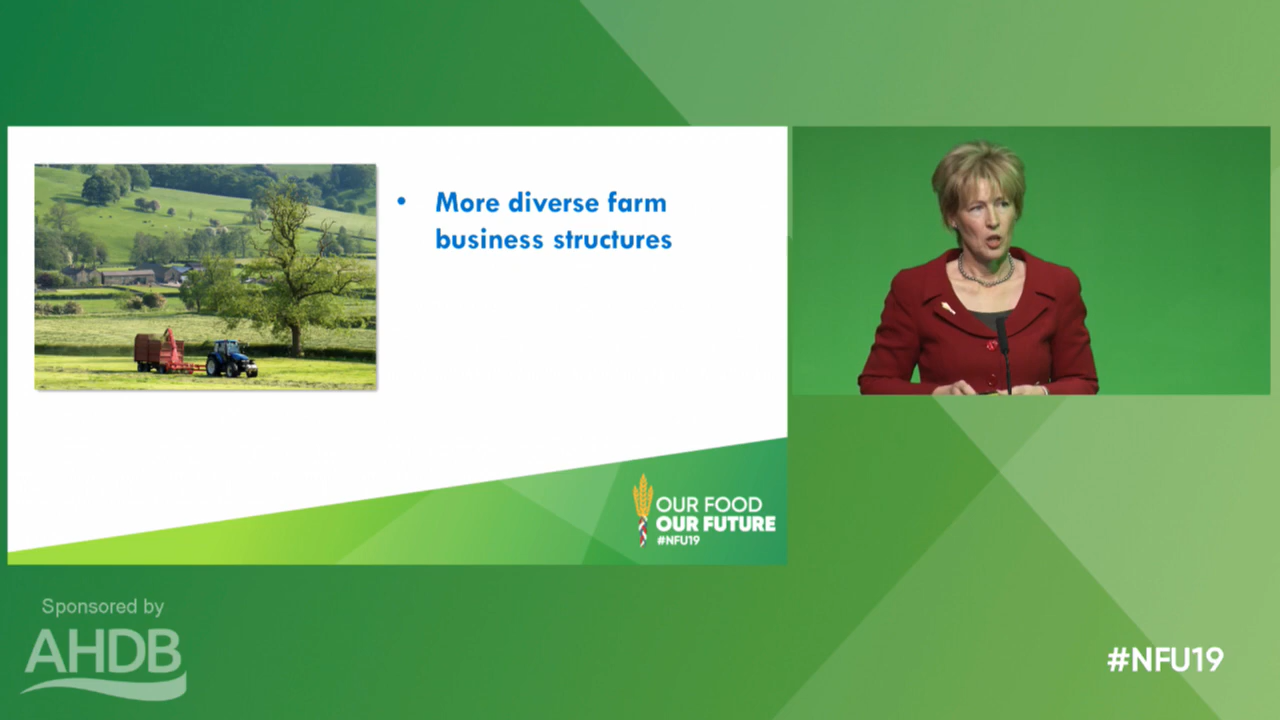 • More diverse farm
business structures
OUR FOOD
OUR FUTURE
#NFU19
Sponsored by
AHDB
#NFU19